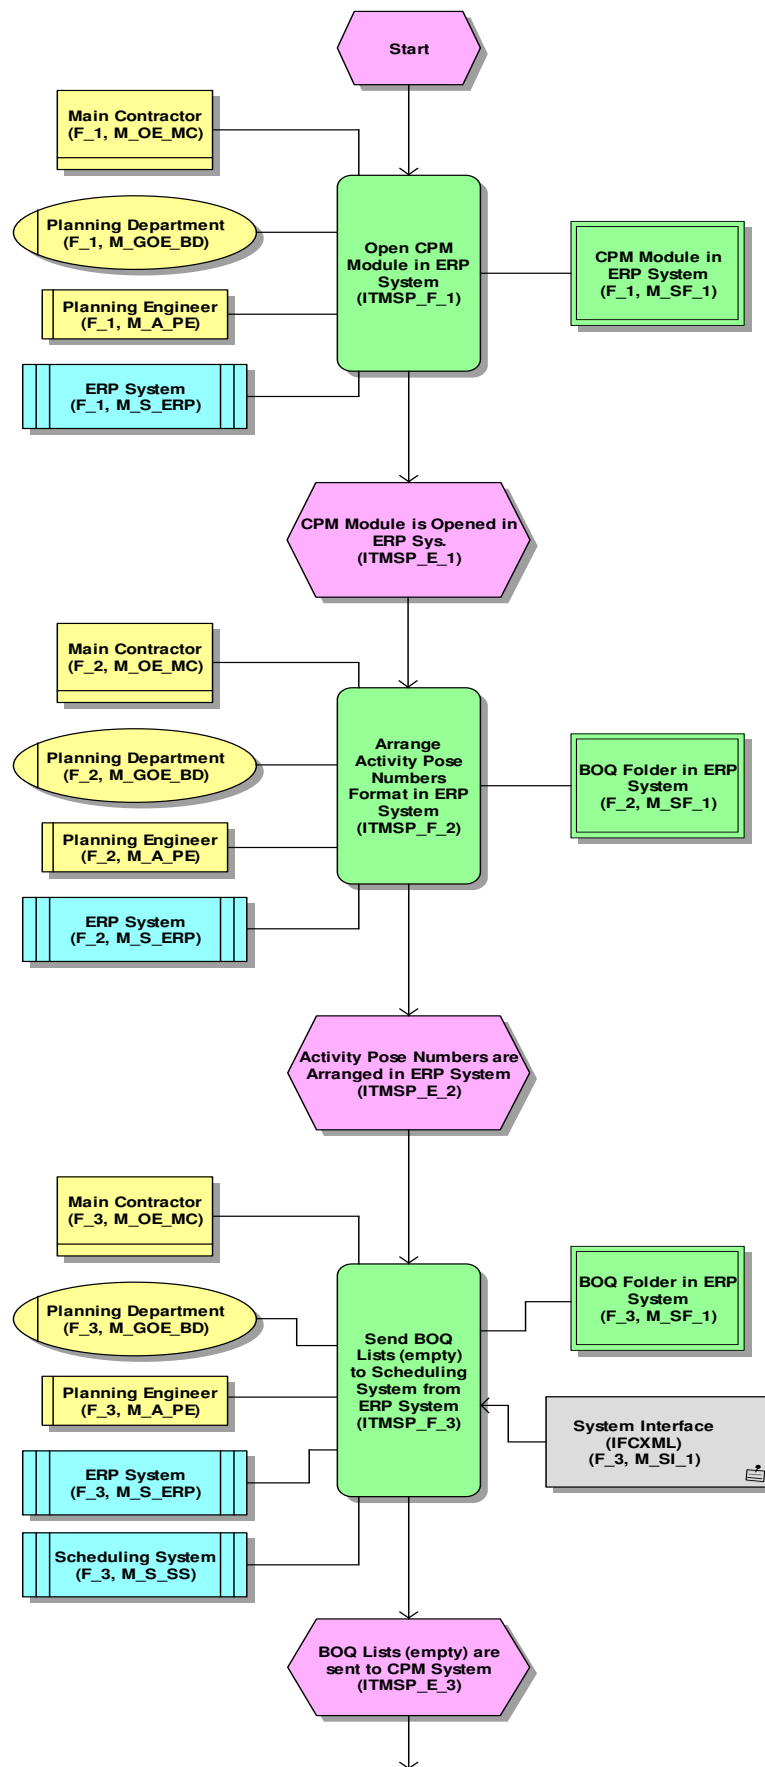 Start
Main Contractor
(F_1, M_OE_MC)
Planning Department
(F_1, M_GOE_BD)
Planning Engineer
(F_1, M_A_PE)
ERP System
(F_1, M_S_ERP)
Open CPM
Module in ERP
System
(ITMSP_F_1)
CPM Module in
ERP System
(F_1, M_SF_1)
CPM Module is Opened in
ERP Sys.
(ITMSP_E_1)
Main Contractor
(F_2, M_OE_MC)
Planning Department
(F_2, M_GOE_BD)
Planning Engineer
(F_2, M_A_PE)
ERP System
(F_2, M_S_ERP)
Arrange
Activity Pose
Numbers
Format in ERP
System
(ITMSP_F_2)
BOQ Folder in ERP
System
(F_2, M_SF_1)
Activity Pose Numbers are
Arranged in ERP System
(ITMSP_E_2)
Main Contractor
(F_3, M_OE_MC)
Planning Department
(F_3, M_GOE_BD)
Planning Engineer
(F_3, M_A_PE)
ERP System
(F_3, M_S_ERP)
Scheduling System
(F_3, M_S_SS)
Send BOQ
Lists (empty)
to Scheduling
System from
ERP System
(ITMSP_F_3)
BOQ Folder in ERP
System
(F_3, M_SF_1)
System Interface
(IFCXML)
(F_3, M_SI_1)
BOQ Lists (empty) are
sent to CPM System
(ITMSP_E_3)